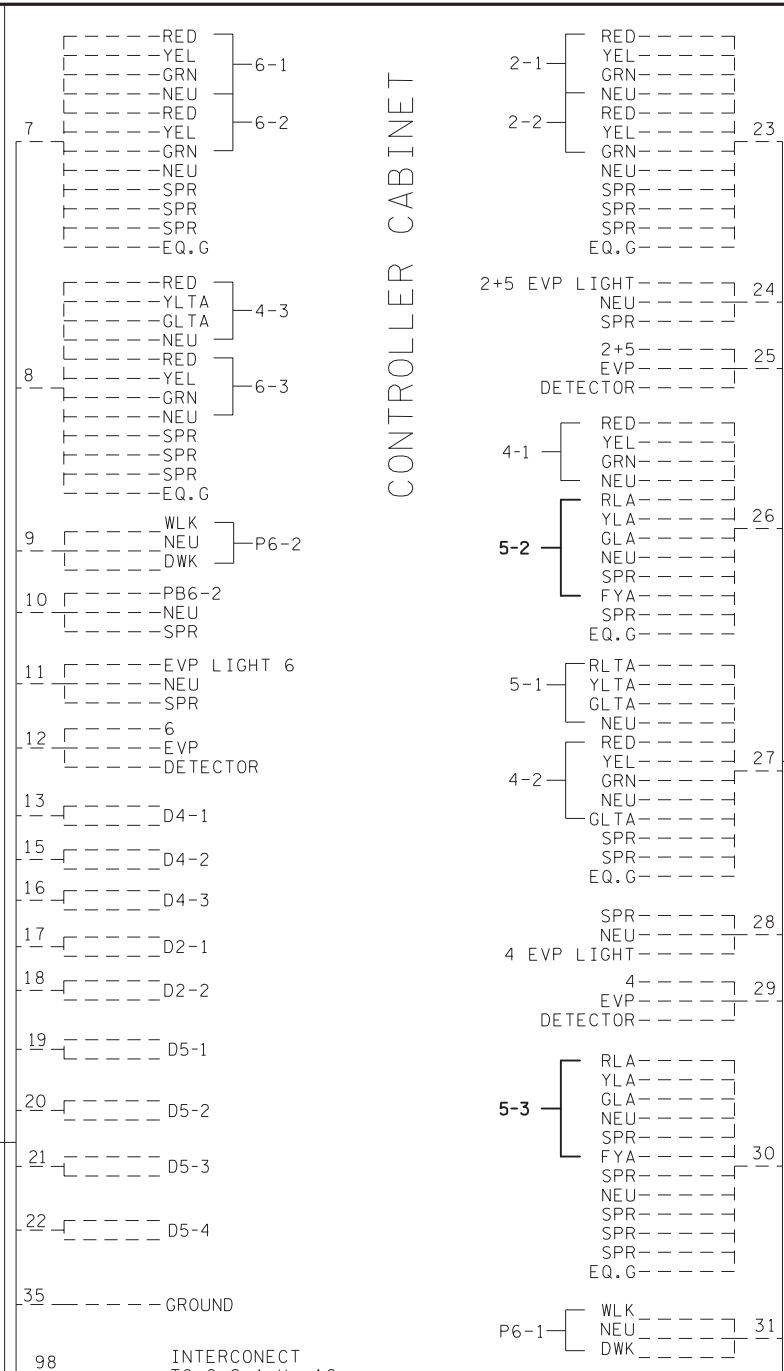 RED
YEL
GRN
NEU
RED
YEL
GRN
NEU
SPR
SPR
SPR
EQ.G
6-1
6-2
7
RED
YLTA
GLTA
NEU
RED
YEL
GRN
NEU
SPR
SPR
SPR
EQ.G
4-3
6-3
8
WLK
NEU
DWK
P6-2
9
PB6-2
NEU
SPR
10
EVP LIGHT 6
NEU
SPR
11
6
EVP
DETECTOR
12
13 D4-1
15 D4-2
16 D4-3
17 D2-1
18 D2-2
19 D5-1
20 D5-2
21 D5-3
22 D5-4
35 GROUND
98 INTERCONECT
CONTROLLER CABINET
RED
YEL
GRN
NEU
RED
YEL
GRN
NEU
SPR
SPR
SPR
EQ.G
2-1
2-2
23
2+5 EVP LIGHT
NEU
SPR
24
2+5
EVP
DETECTOR
25
RED
YEL
GRN
NEU
RLA
YLA
GLA
NEU
SPR
FYA
SPR
EQ.G
4-1
5-2
26
RLTA
YLTA
GLTA
NEU
RED
YEL
GRN
NEU
GLTA
SPR
SPR
EQ.G
5-1
4-2
27
SPR
NEU
4 EVP LIGHT
28
4
EVP
DETECTOR
29
RLA
YLA
GLA
NEU
SPR
FYA
SPR
NEU
SPR
SPR
SPR
EQ.G
5-3
30
WLK
NEU
DWK
P6-1
31